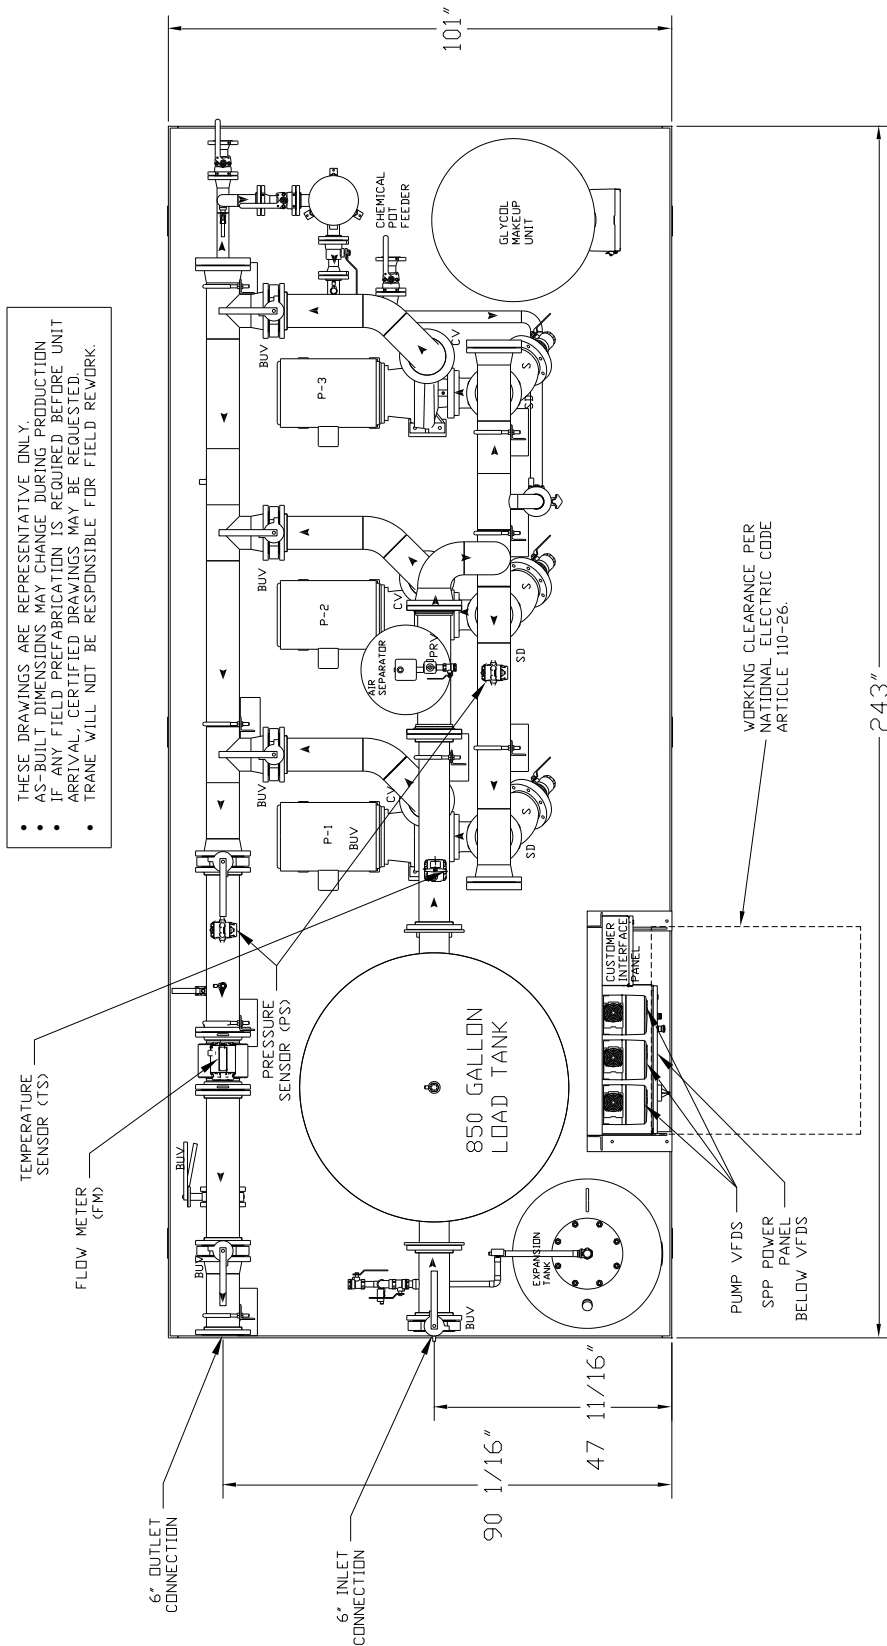 • THESE DRAWINGS ARE REPRESENTATIVE ONLY.
• AS-BUILT DIMENSIONS MAY CHANGE DURING PRODUCTION
• IF ANY FIELD PREFABRICATION IS REQUIRED BEFORE UNIT
ARRIVAL, CERTIFIED DRAWINGS MAY BE REQUESTED.
• TRANE WILL NOT BE RESPONSIBLE FOR FIELD REWORK.
6" OUTLET
CONNECTION
6" INLET
CONNECTION
FLOW METER
(FM)
TEMPERATURE
SENSOR (TS)
PRESSURE
SENSOR (PS)
BUV
BUV
BUV
BUV
BUV
BUV
BUV
P-1
P-2
P-3
CV
CV
CV
AIR
SEPARATOR
PRV
CHEMICAL
POT
FEEDER
GLYCOL
MAKEUP
UNIT
S
S
S
SD
SD
SD
850 GALLON
LOAD TANK
EXPANSION
TANK
CUSTOMER
INTERFACE
PANEL
PUMP VFDS
SPP POWER
PANEL
BELOW VFDS
WORKING CLEARANCE PER
NATIONAL ELECTRIC CODE
ARTICLE 110-26.
90 1/16"
47 11/16"
101"
243"